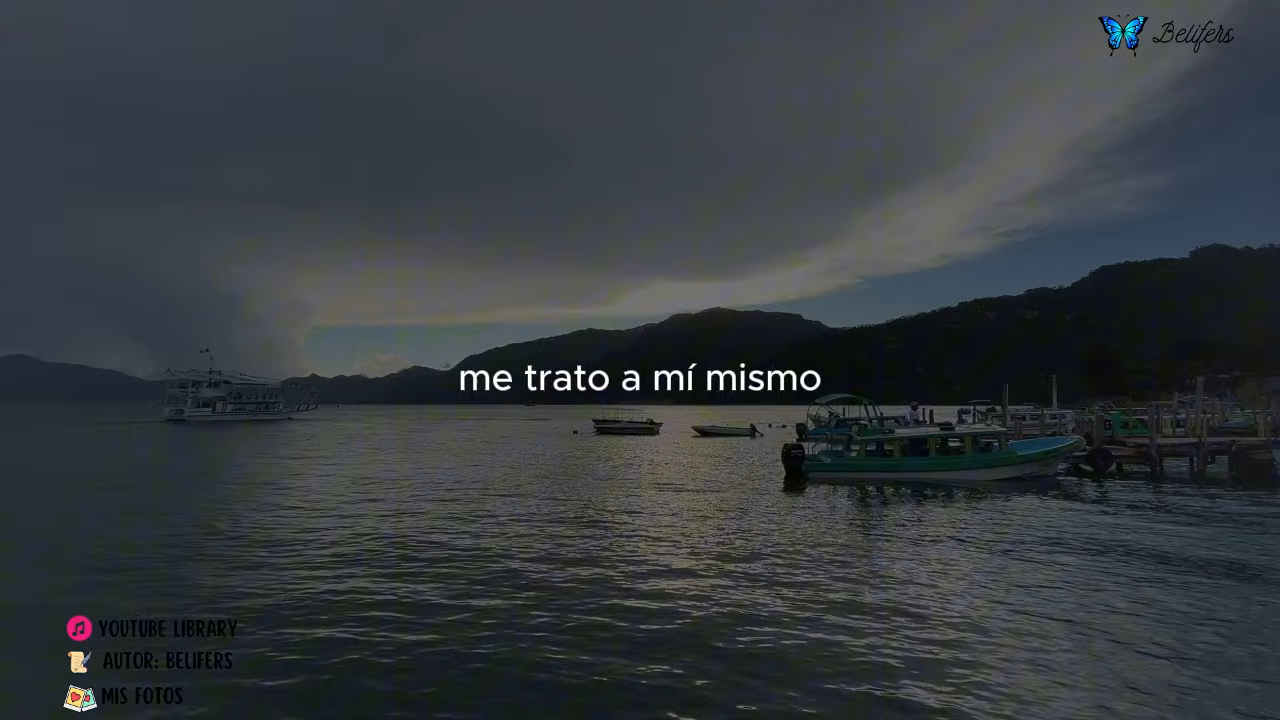 Belifers
me trato a mí mismo
YOUTUBE LIBRARY
AUTOR: BELIFERS
MIS FOTOS